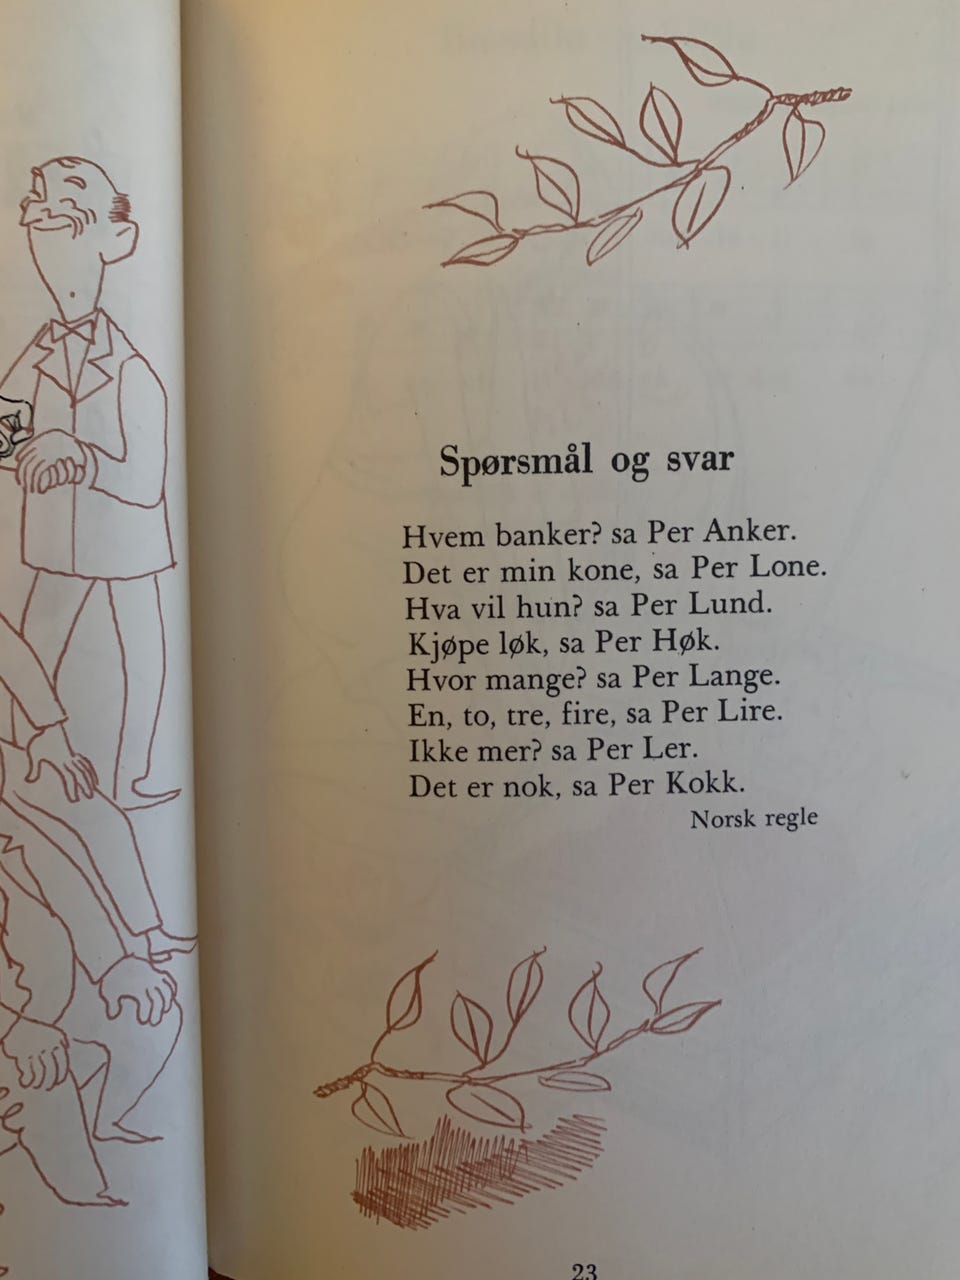 Spørsmål og svar
Hvem banker? sa Per Anker.
Det er min kone, sa Per Lone.
Hva vil hun? sa Per Lund.
Kjøpe løk, sa Per Høk.
Hvor mange? sa Per Lange.
En, to, tre, fire, sa Per Lire.
Ikke mer? sa Per Ler.
Det er nok, sa Per Kokk.
Norsk regle
23